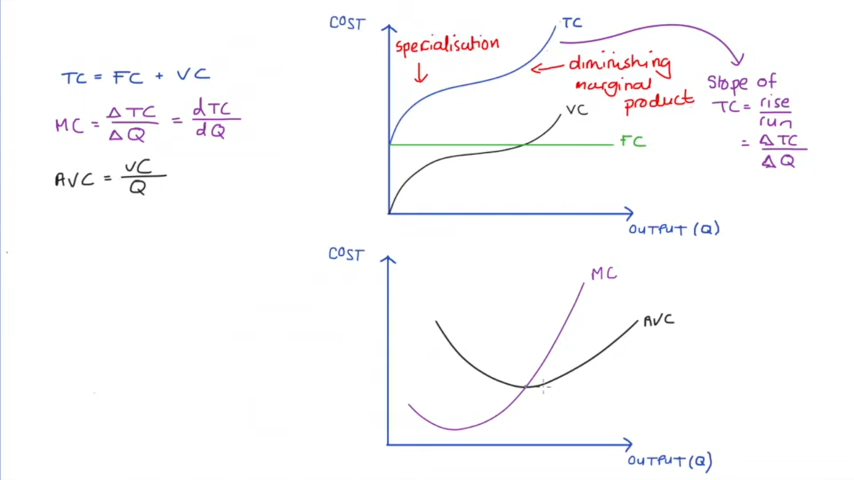 TC = FC + VC
MC = ΔTC/ΔQ = dTC/dQ
AVC = VC/Q
COST
TC
specialisation
diminishing
marginal
product
VC
FC
Slope of
TC = rise/run
= ΔTC/ΔQ
OUTPUT (Q)
COST
MC
AVC
OUTPUT (Q)